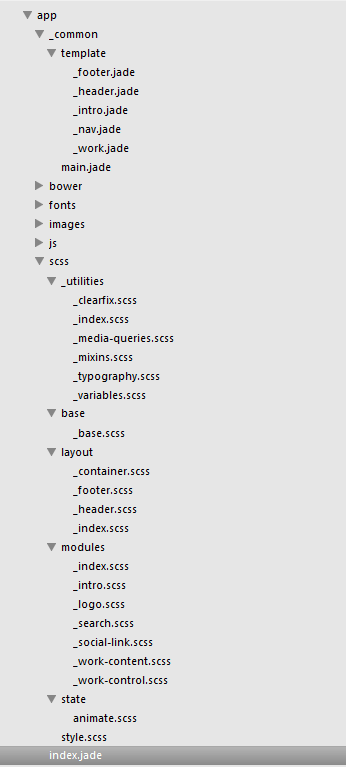 app
_common
template
_footer.jade
_header.jade
_intro.jade
_nav.jade
_work.jade
main.jade
bower
fonts
images
js
scss
_utilities
_clearfix.scss
_index.scss
_media-queries.scss
_mixins.scss
_typography.scss
_variables.scss
base
_base.scss
layout
_container.scss
_footer.scss
_header.scss
_index.scss
modules
_index.scss
_intro.scss
_logo.scss
_search.scss
_social-link.scss
_work-content.scss
_work-control.scss
state
animate.scss
style.scss
index.jade